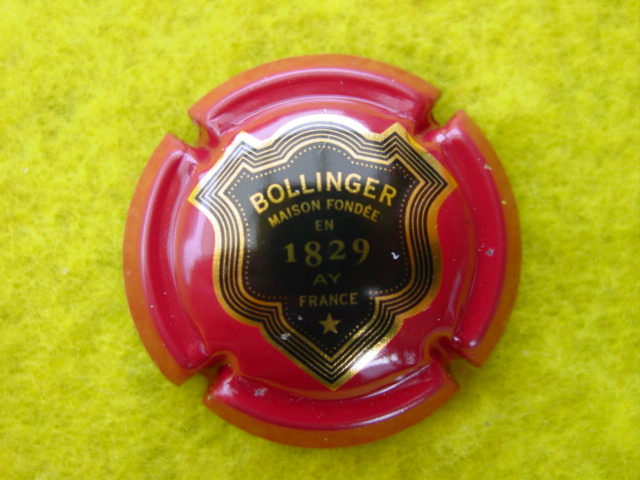 BOLLINGER
MAISON FONDÉE
EN
1829
AY
FRANCE